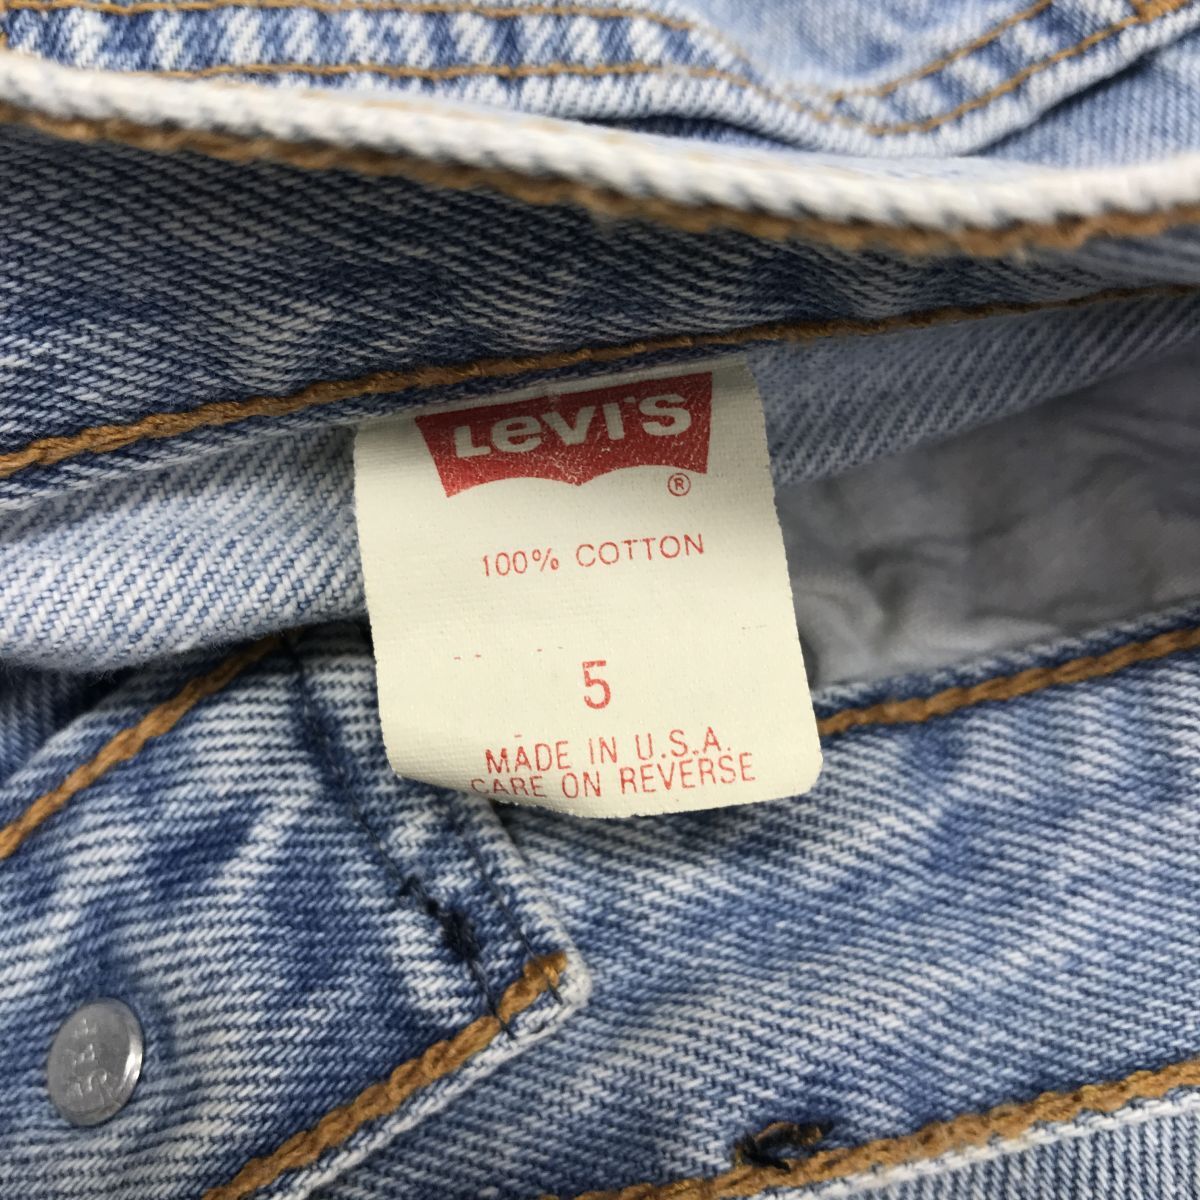 Levi's
®
100% COTTON
5
MADE IN U.S.A.
CARE ON REVERSE